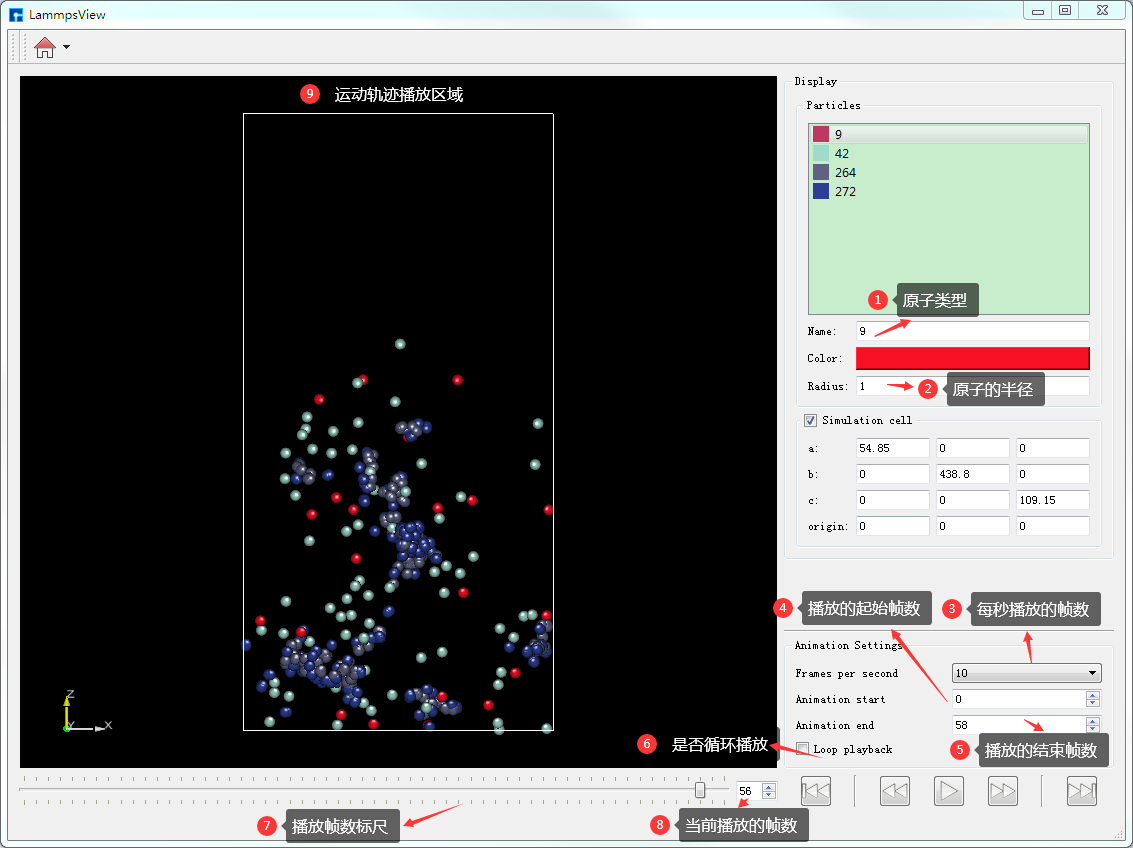 LammpsView
9 运动轨迹播放区域
Z
Y
X
Display
Particles
9
42
264
272
1 原子类型
Name: 9
Color:
Radius: 1
2 原子的半径
Simulation cell
a: 54.85 0 0
b: 0 438.8 0
c: 0 0 109.15
origin: 0 0 0
4 播放的起始帧数
3 每秒播放的帧数
Animation Settings
Frames per second 10
Animation start 0
Animation end 58
6 是否循环播放
Loop playback
5 播放的结束帧数
56
7 播放帧数标尺
8 当前播放的帧数